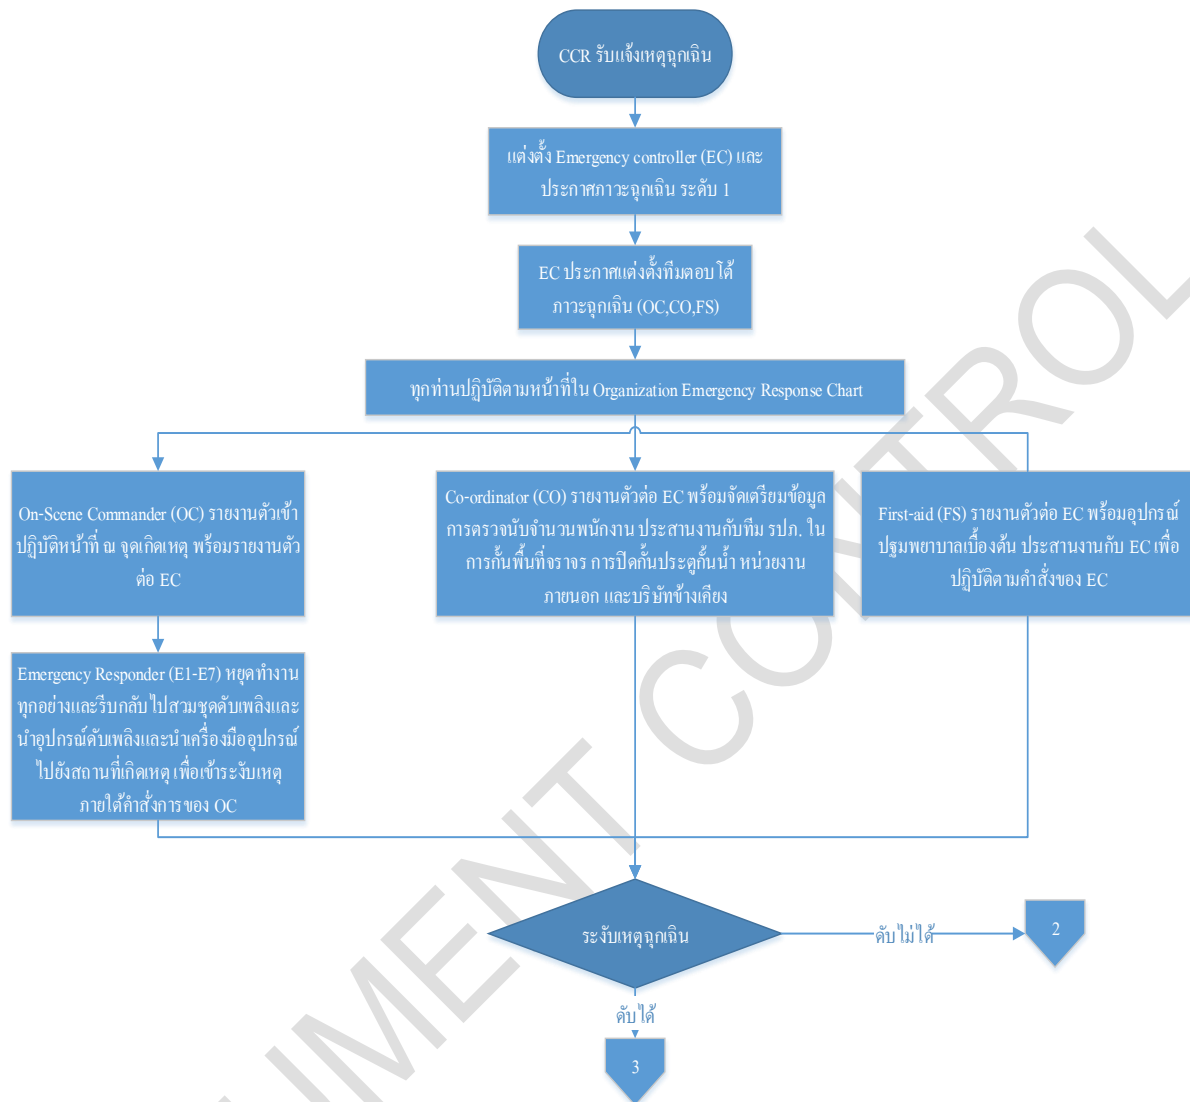 CCR รับแจ้งเหตุฉุกเฉิน
แต่งตั้ง Emergency controller (EC) และ
ประกาศภาวะฉุกเฉิน ระดับ 1
EC ประกาศแต่งตั้งทีมตอบโต้
ภาวะฉุกเฉิน (OC,CO,FS)
ทุกท่านปฏิบัติตามหน้าที่ใน Organization Emergency Response Chart
On-Scene Commander (OC) รายงานตัวเข้า
ปฏิบัติหน้าที่ ณ จุดเกิดเหตุ พร้อมรายงานตัว
ต่อ EC
Co-ordinator (CO) รายงานตัวต่อ EC พร้อมจัดเตรียมข้อมูล
การตรวจนับจำนวนพนักงาน ประสานงานกับทีม รปภ. ใน
การกั้นพื้นที่จราจร การปิดกั้นประตูกั้นน้ำ หน่วยงาน
ภายนอก และบริษัทข้างเคียง
First-aid (FS) รายงานตัวต่อ EC พร้อมอุปกรณ์
ปฐมพยาบาลเบื้องต้น ประสานงานกับ EC เพื่อ
ปฏิบัติตามคำสั่งของ EC
Emergency Responder (E1-E7) หยุดทำงาน
ทุกอย่างและรีบกลับไปสวมชุดดับเพลิงและ
นำอุปกรณ์ดับเพลิงและนำเครื่องมืออุปกรณ์
ไปยังสถานที่เกิดเหตุ เพื่อเข้าระงับเหตุ
ภายใต้คำสั่งการของ OC
ระงับเหตุฉุกเฉิน
ดับไม่ได้
2
ดับได้
3
UMENT CONTROL